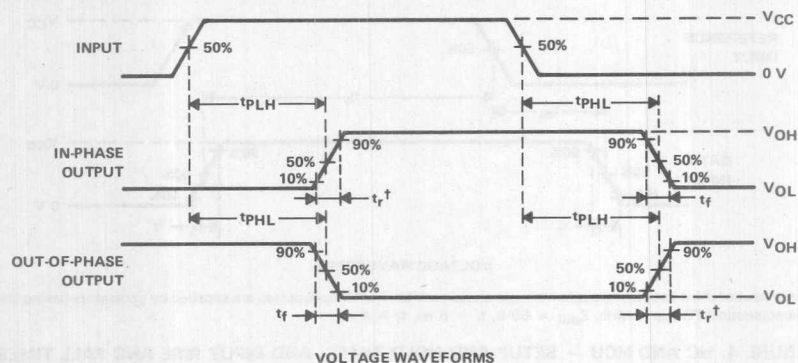 VCC
INPUT 50% 50%
0 V
tPLH tPHL
VOH
IN-PHASE OUTPUT 90% 90%
50% 50%
10% 10%
VOL
tr† tf
tPHL tPLH
VOH
OUT-OF-PHASE OUTPUT 90% 90%
50% 50%
10% 10%
VOL
tf tr†
VOLTAGE WAVEFORMS